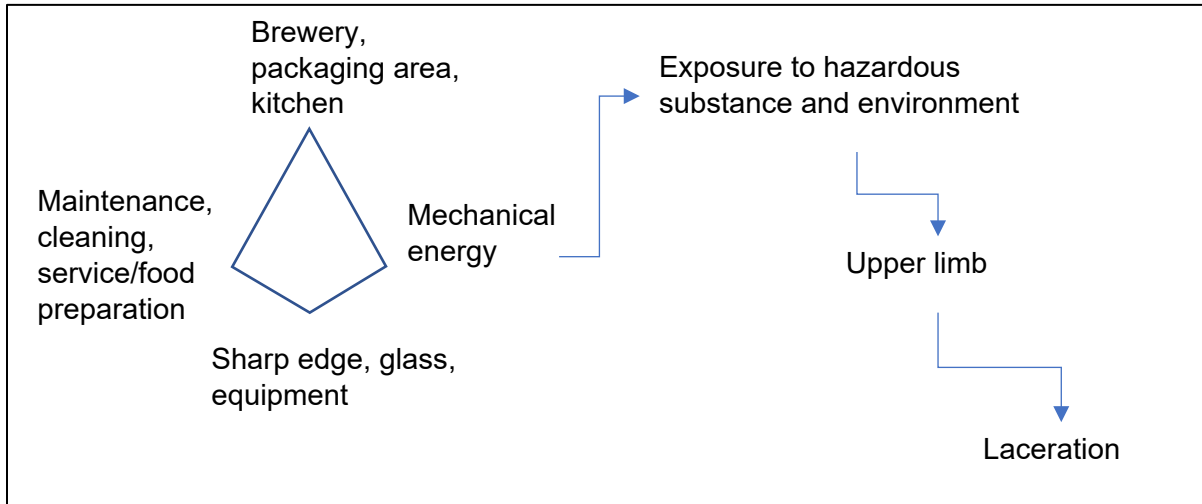 Brewery,
packaging area,
kitchen
Exposure to hazardous
substance and environment
Maintenance,
cleaning,
service/food
preparation
Mechanical
energy
Upper limb
Sharp edge, glass,
equipment
Laceration